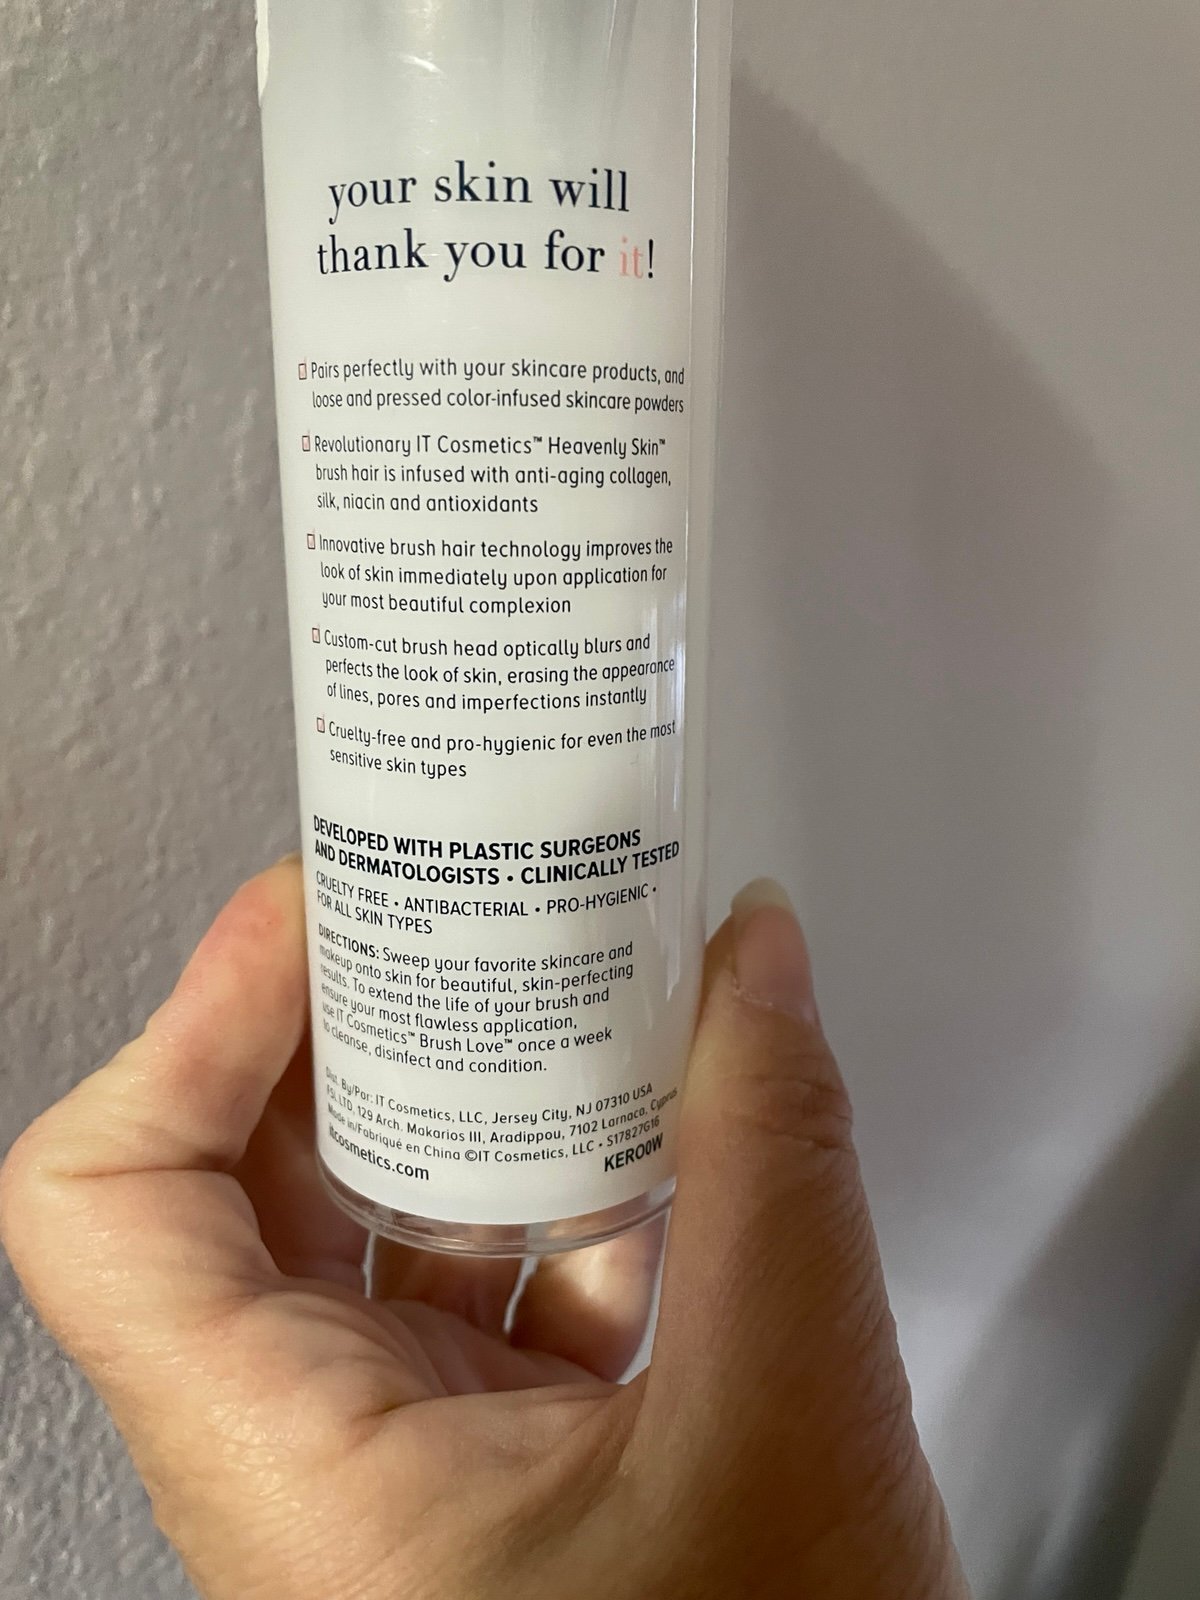 your skin will
thank you for it!
Pairs perfectly with your skincare products, and
loose and pressed color-infused skincare powders
Revolutionary IT Cosmetics™ Heavenly Skin™
brush hair is infused with anti-aging collagen,
silk, niacin and antioxidants
Innovative brush hair technology improves the
look of skin immediately upon application for
your most beautiful complexion
Custom-cut brush head optically blurs and
perfects the look of skin, erasing the appearance
of lines, pores and imperfections instantly
Cruelty-free and pro-hygienic for even the most
sensitive skin types
DEVELOPED WITH PLASTIC SURGEONS
AND DERMATOLOGISTS • CLINICALLY TESTED
CRUELTY FREE • ANTIBACTERIAL • PRO-HYGIENIC •
FOR ALL SKIN TYPES
DIRECTIONS: Sweep your favorite skincare and
makeup onto skin for beautiful, skin-perfecting
results. To extend the life of your brush and
ensure your most flawless application,
use IT Cosmetics™ Brush Love™ once a week
to cleanse, disinfect and condition.
Dist. By/Por: IT Cosmetics, LLC, Jersey City, NJ 07310 USA
LTD, 129 Arch. Makarios III, Aradippou, 7102 Larnaca, Cyprus
Made in/Fabriqué en China ©IT Cosmetics, LLC • S17827G16
itcosmetics.com KERO0W